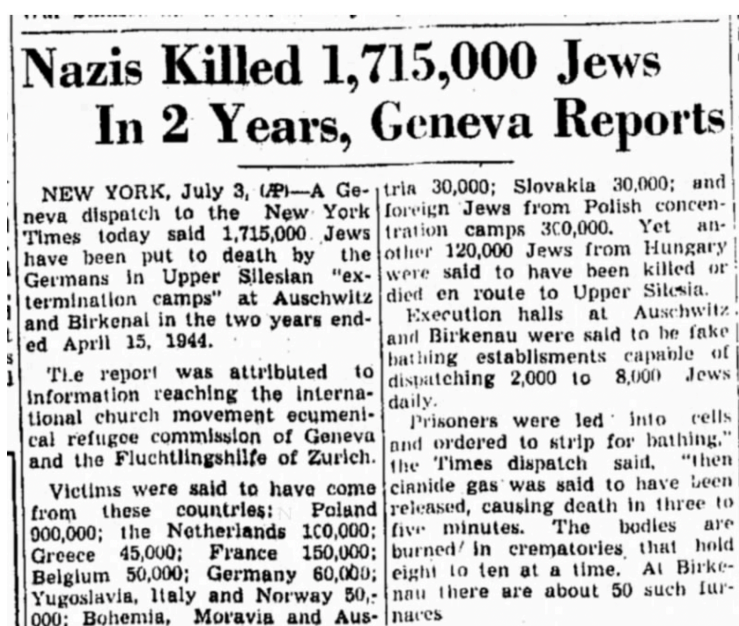 Nazis Killed 1,715,000 Jews
In 2 Years, Geneva Reports
NEW YORK, July 3, (AP)—A Ge-
neva dispatch to the New York
Times today said 1,715,000 Jews
have been put to death by the
Germans in Upper Silesian "ex-
termination camps" at Auschwitz
and Birkenai in the two years end-
ed April 15, 1944.
The report was attributed to
information reaching the interna-
tional church movement ecumeni-
cal refugee commission of Geneva
and the Fluchtlingshilfe of Zurich.
Victims were said to have come
from these countries: Poland
900,000; the Netherlands 100,000;
Greece 45,000; France 150,000;
Belgium 50,000; Germany 60,000;
Yugoslavia, Italy and Norway 50,-
000; Bohemia, Moravia and Aus-
tria 30,000; Slovakia 30,000; and
foreign Jews from Polish concen-
tration camps 300,000. Yet an-
other 120,000 Jews from Hungary
were said to have been killed or
died en route to Upper Silesia.
Execution halls at Auschwitz
and Birkenau were said to be fake
bathing establisments capable of
dispatching 2,000 to 8,000 Jews
daily.
Prisoners were led into cells
and ordered to strip for bathing,"
the Times dispatch said, "then
cianide gas was said to have been
released, causing death in three to
five minutes. The bodies are
burned in crematories that hold
eight to ten at a time. At Birke-
nau there are about 50 such fur-
naces